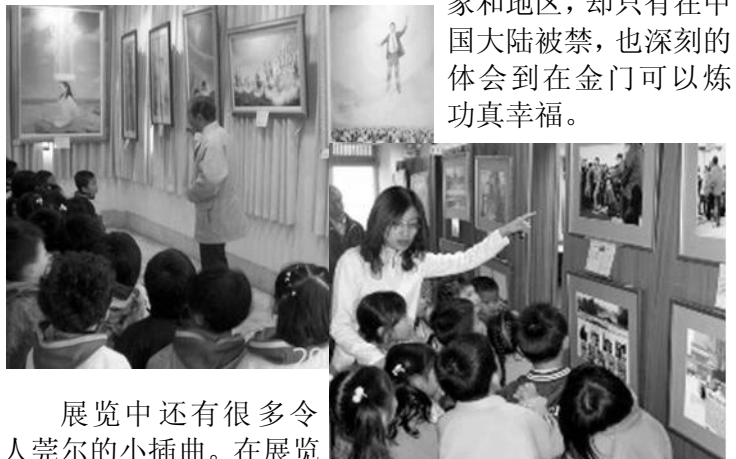 家和地区，却只有在中
国大陆被禁，也深刻的
体会到在金门可以炼
功真幸福。
展览中还有很多令
人莞尔的小插曲。在展览
20